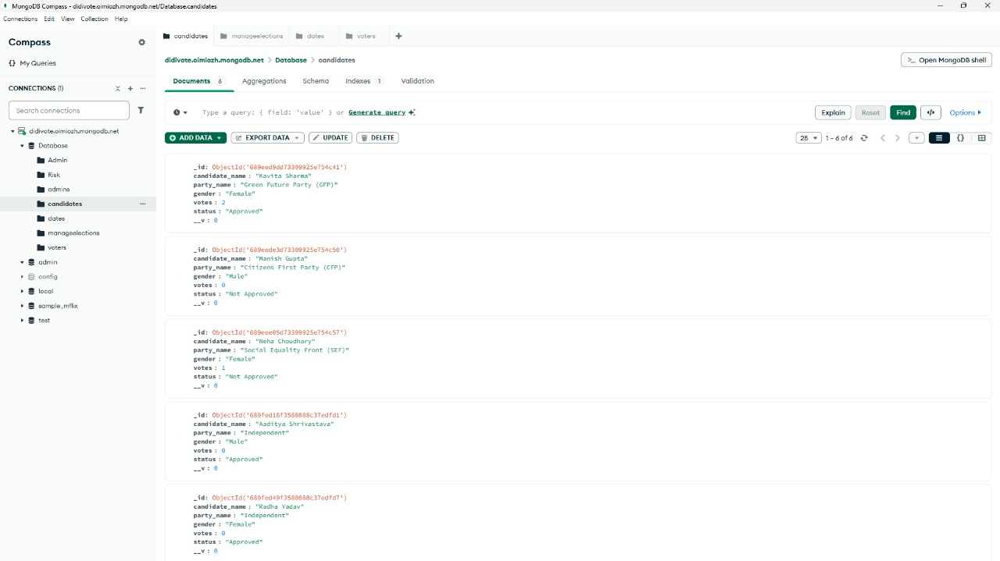 MongoDB Compass - didivote.oimiozh.mongodb.net/Database.candidates
Connections Edit View Collection Help
Compass
{} My Queries
CONNECTIONS (1)
Search connections
didivote.oimiozh.mongodb.net
Database
Admin
Risk
admins
candidates
dates
manageelections
voters
admin
config
local
sample_mflix
test
candidates manageelections dates voters
didivote.oimiozh.mongodb.net > Database > candidates
>_ Open MongoDB shell
Documents 6 Aggregations Schema Indexes 1 Validation
Type a query: { field: 'value' } or Generate query
Explain Reset Find </> Options
ADD DATA EXPORT DATA UPDATE DELETE
25 1 – 6 of 6 {}
_id: ObjectId('689eed9dd73309925e754c41')
candidate_name : "Kavita Sharma"
party_name : "Green Future Party (GFP)"
gender : "Female"
votes : 2
status : "Approved"
__v : 0
_id: ObjectId('689eede3d73309925e754c50')
candidate_name : "Manish Gupta"
party_name : "Citizens First Party (CFP)"
gender : "Male"
votes : 0
status : "Not Approved"
__v : 0
_id: ObjectId('689eee05d73309925e754c57')
candidate_name : "Neha Choudhary"
party_name : "Social Equality Front (SEF)"
gender : "Female"
votes : 1
status : "Not Approved"
__v : 0
_id: ObjectId('689fed16f3580888c37edfd1')
candidate_name : "Aaditya Shrivastava"
party_name : "Independent"
gender : "Male"
votes : 0
status : "Approved"
__v : 0
_id: ObjectId('689fed49f3580888c37edfd7')
candidate_name : "Radha Yadav"
party_name : "Independent"
gender : "Female"
votes : 0
status : "Approved"
__v : 0